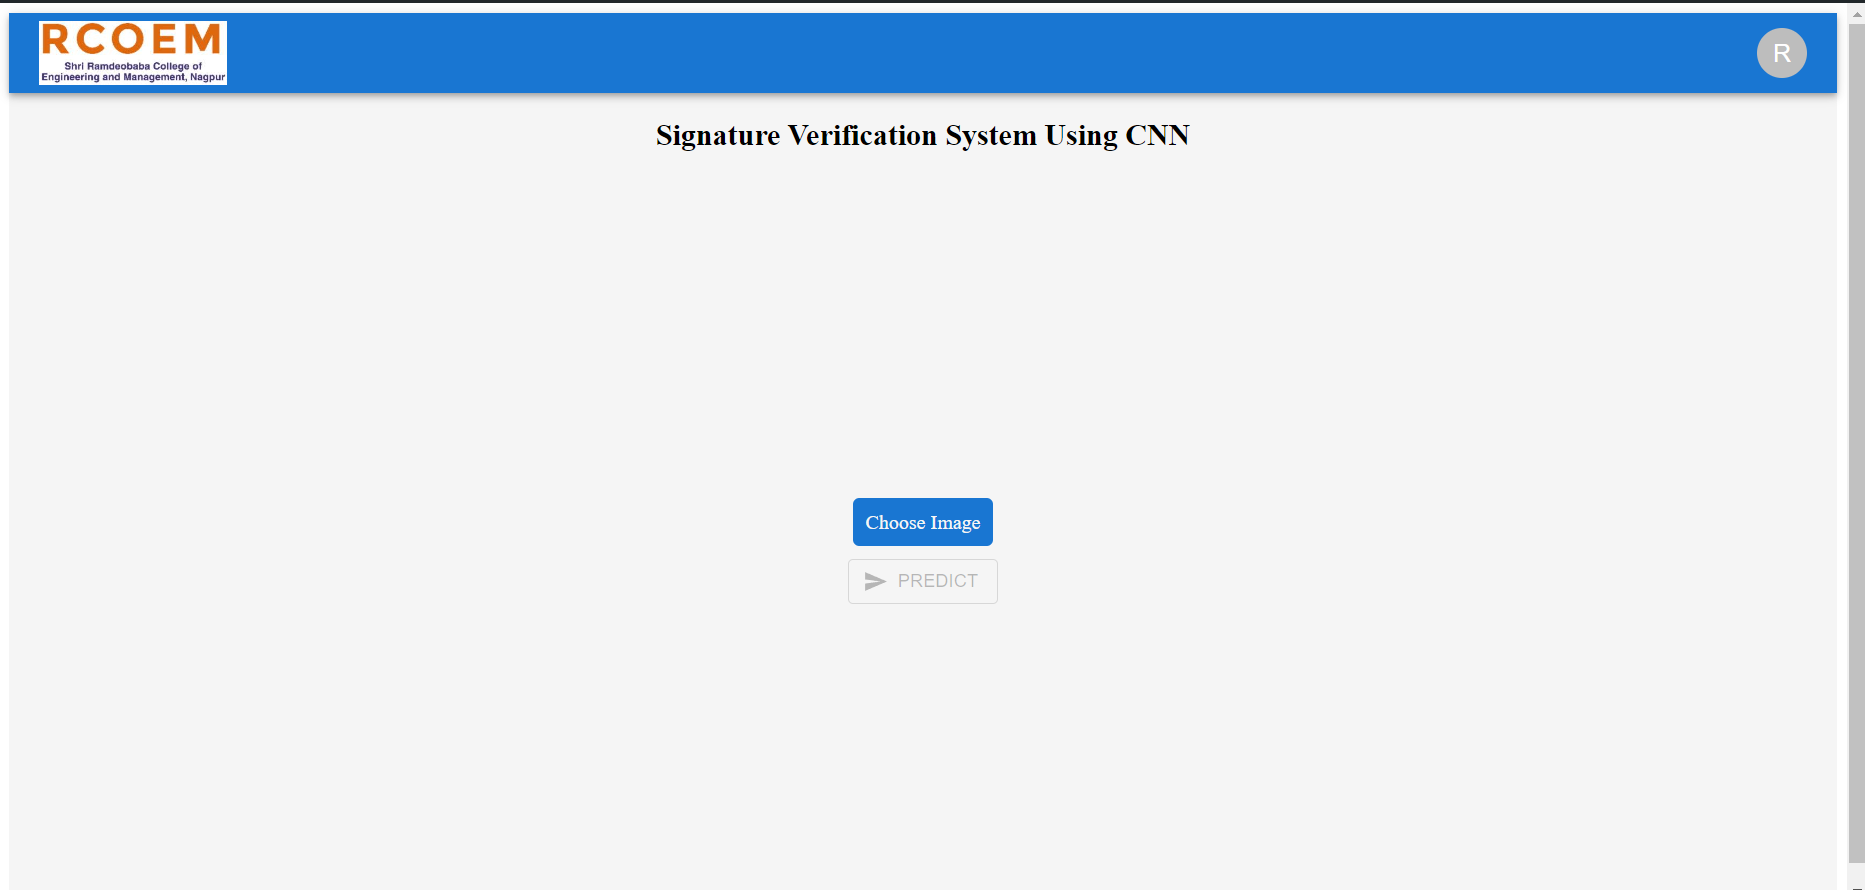 RCOEM
Shri Ramdeobaba College of
Engineering and Management, Nagpur
R
Signature Verification System Using CNN
Choose Image
PREDICT